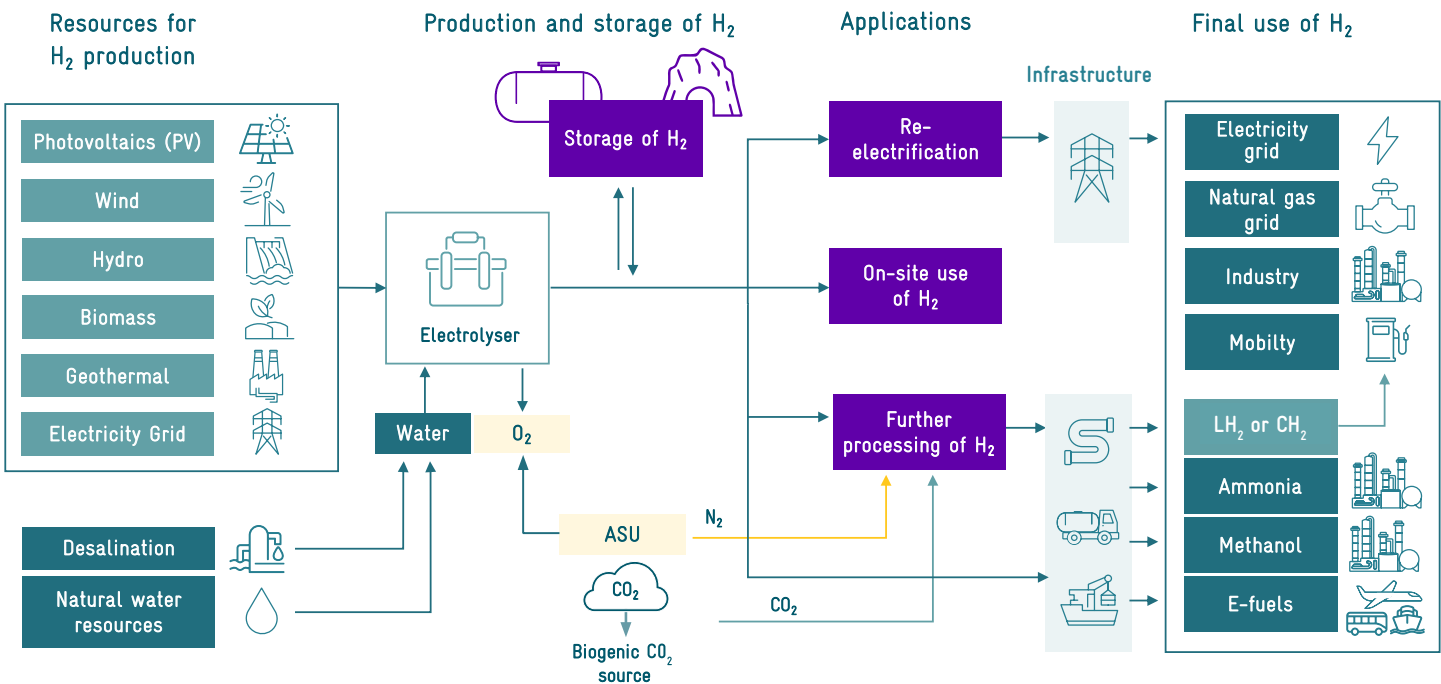 Resources for
H₂ production
Production and storage of H₂
Applications
Final use of H₂
Infrastructure
Photovoltaics (PV)
Wind
Hydro
Biomass
Geothermal
Electricity Grid
Desalination
Natural water
resources
Storage of H₂
Electrolyser
Water
O₂
ASU
N₂
CO₂
CO₂
Biogenic CO₂
source
Re-
electrification
On-site use
of H₂
Further
processing of H₂
Electricity
grid
Natural gas
grid
Industry
Mobilty
LH₂ or CH₂
Ammonia
Methanol
E-fuels